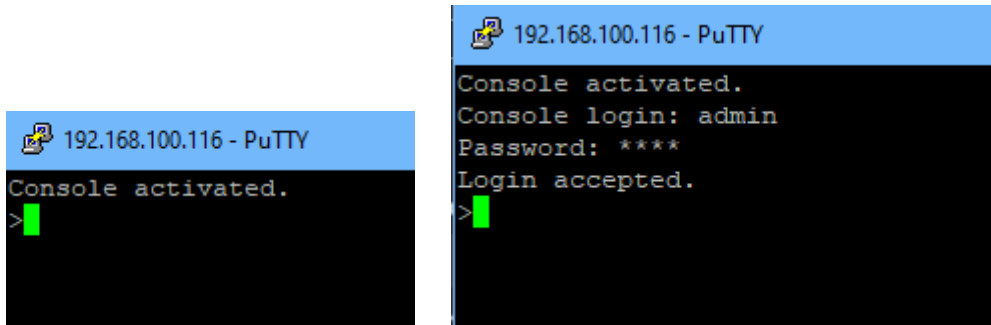 192.168.100.116 - PuTTY
Console activated.
>
192.168.100.116 - PuTTY
Console activated.
Console login: admin
Password: ****
Login accepted.
>